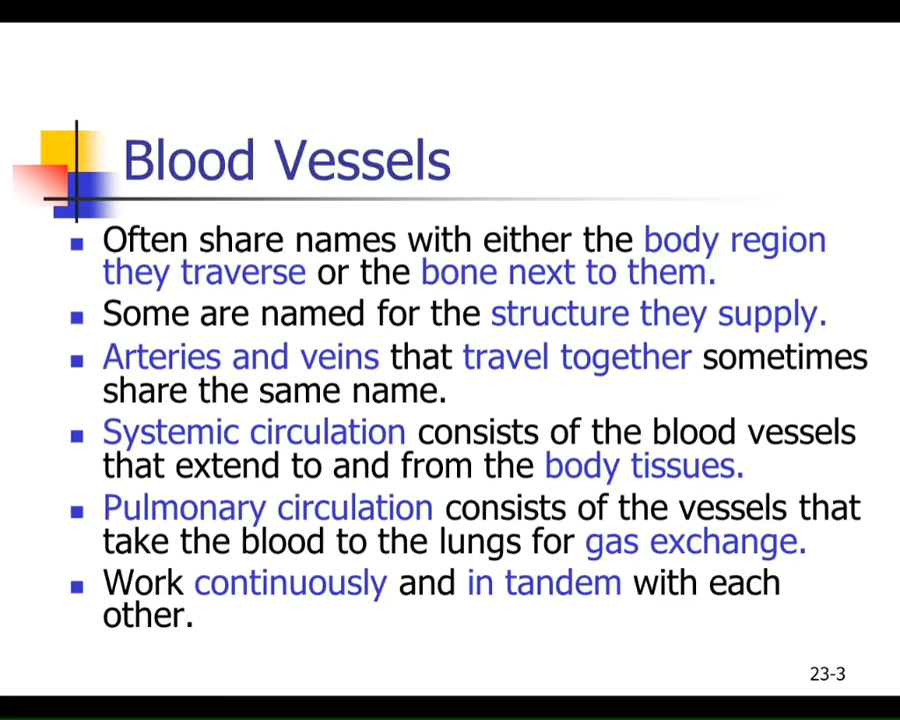 Blood Vessels
Often share names with either the body region
they traverse or the bone next to them.
Some are named for the structure they supply.
Arteries and veins that travel together sometimes
share the same name.
Systemic circulation consists of the blood vessels
that extend to and from the body tissues.
Pulmonary circulation consists of the vessels that
take the blood to the lungs for gas exchange.
Work continuously and in tandem with each
other.
23-3